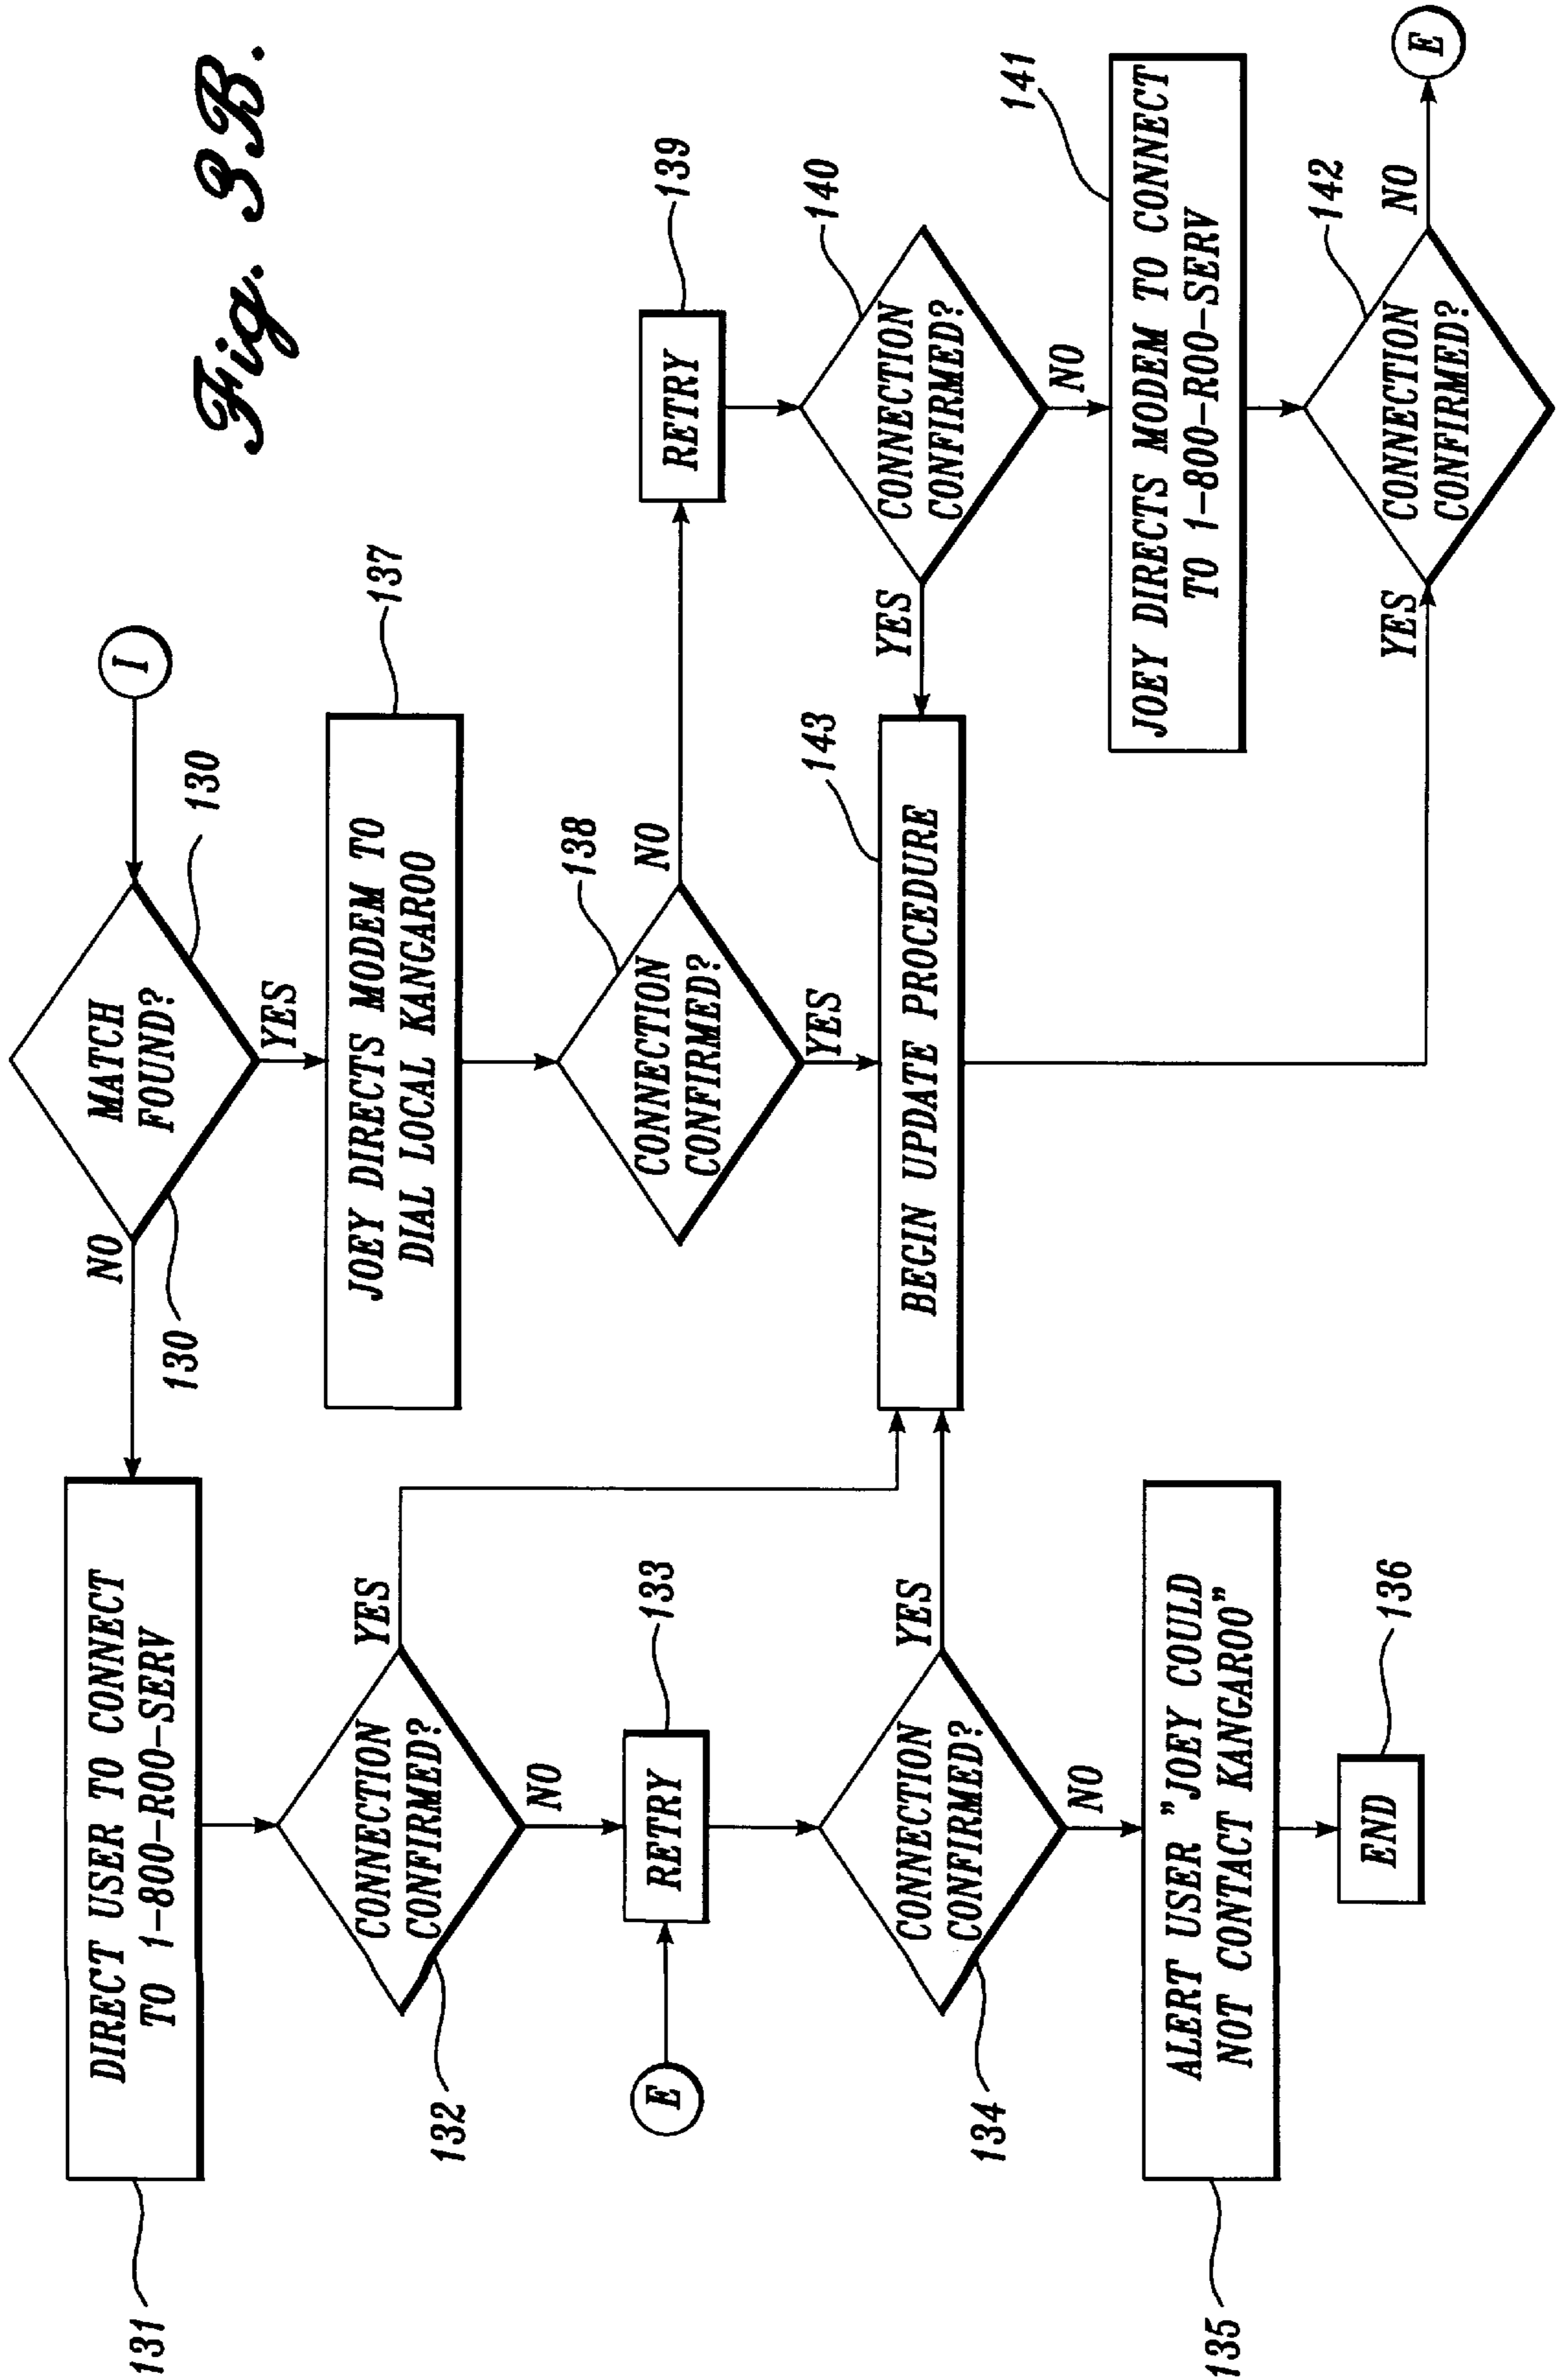 Fig. 3B.
I
MATCH
FOUND?
130
130
NO
YES
DIRECT USER TO CONNECT
TO 1-800-ROO-SERV
131
JOEY DIRECTS MODEM TO
DIAL LOCAL KANGAROO
137
CONNECTION
CONFIRMED?
132
YES
NO
CONNECTION
CONFIRMED?
138
NO
YES
RETRY
133
E
RETRY
139
CONNECTION
CONFIRMED?
134
YES
NO
BEGIN UPDATE PROCEDURE
143
CONNECTION
CONFIRMED?
140
YES
NO
ALERT USER "JOEY COULD
NOT CONTACT KANGAROO"
135
JOEY DIRECTS MODEM TO CONNECT
TO 1-800-ROO-SERV
141
END
136
CONNECTION
CONFIRMED?
142
YES
NO
E